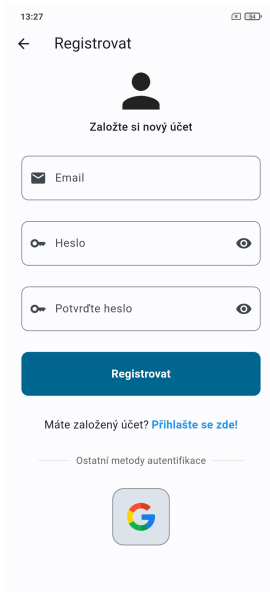 13:27
54
Registrovat
Založte si nový účet
Email
Heslo
Potvrďte heslo
Registrovat
Máte založený účet? Přihlašte se zde!
Ostatní metody autentifikace